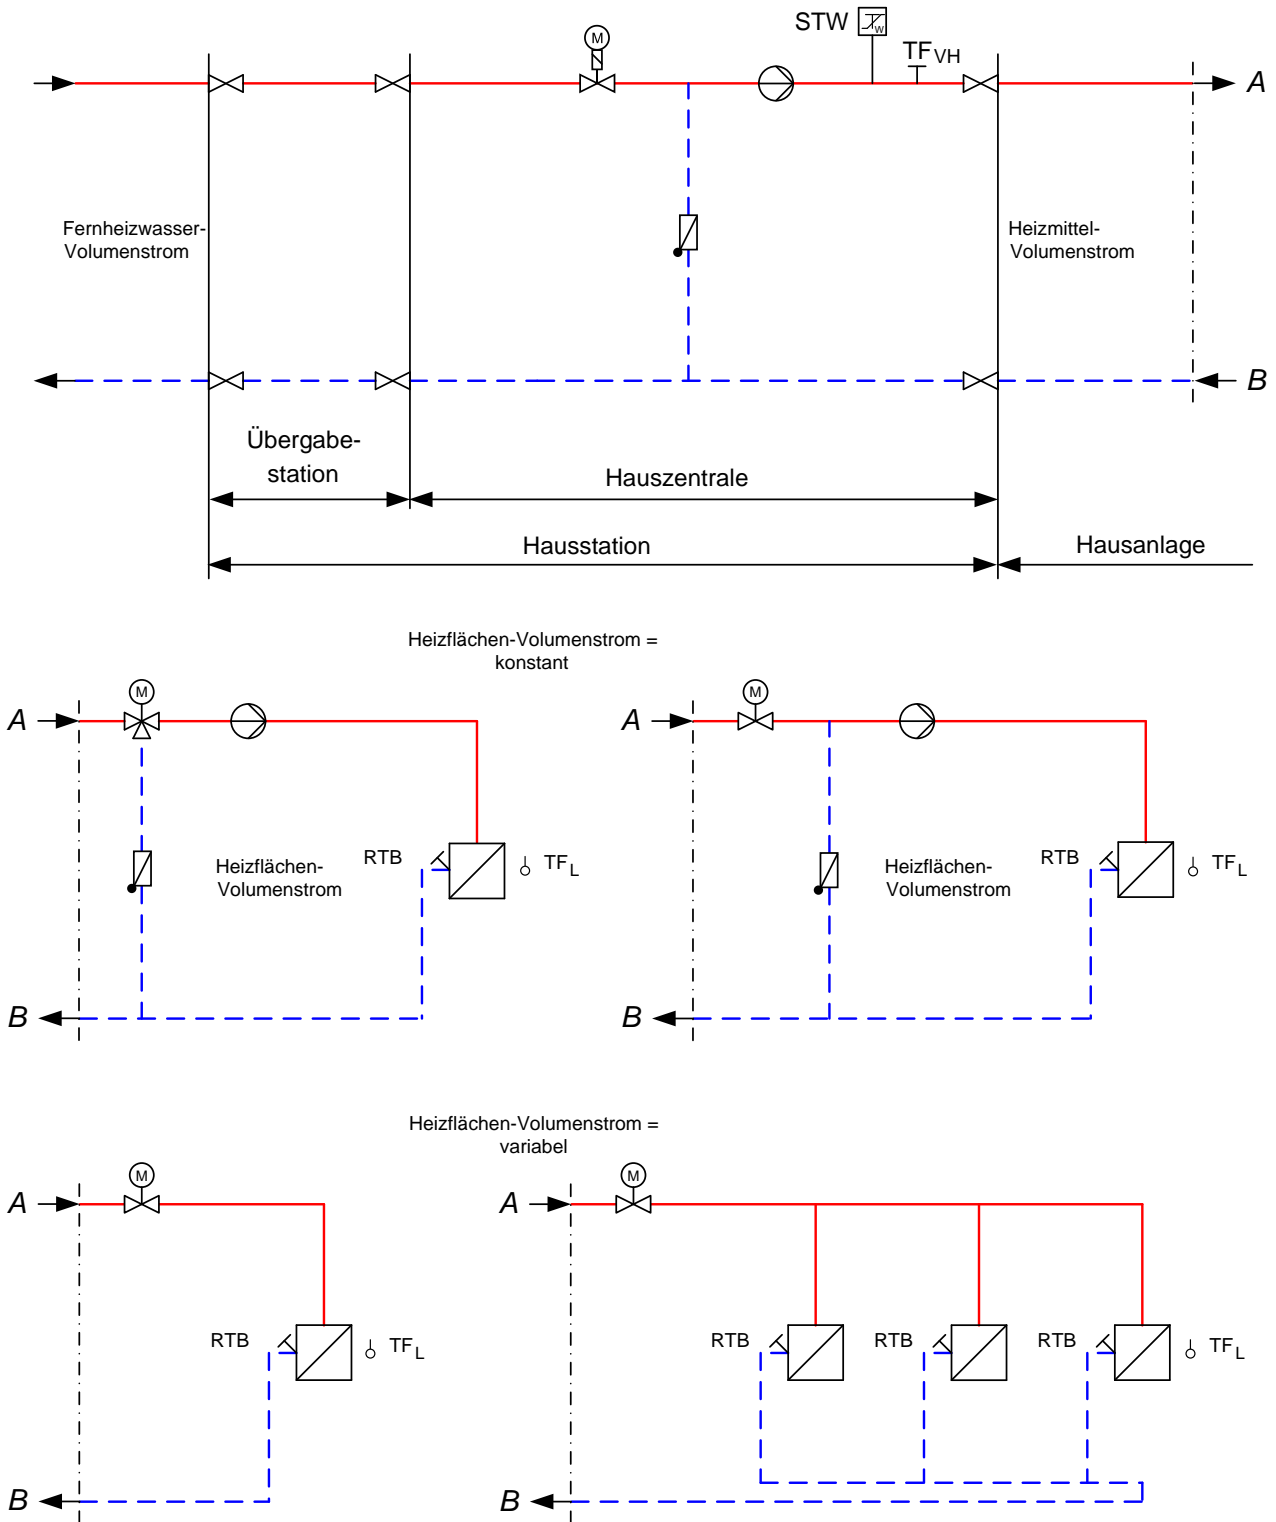 STW
W
M
TF VH
A
Fernheizwasser-
Volumenstrom
Heizmittel-
Volumenstrom
B
Übergabe-
station
Hauszentrale
Hausstation
Hausanlage
Heizflächen-Volumenstrom =
konstant
M
M
A
A
RTB
TF L
RTB
TF L
Heizflächen-
Volumenstrom
Heizflächen-
Volumenstrom
B
B
Heizflächen-Volumenstrom =
variabel
M
M
A
A
RTB
TF L
RTB
RTB
RTB
TF L
B
B